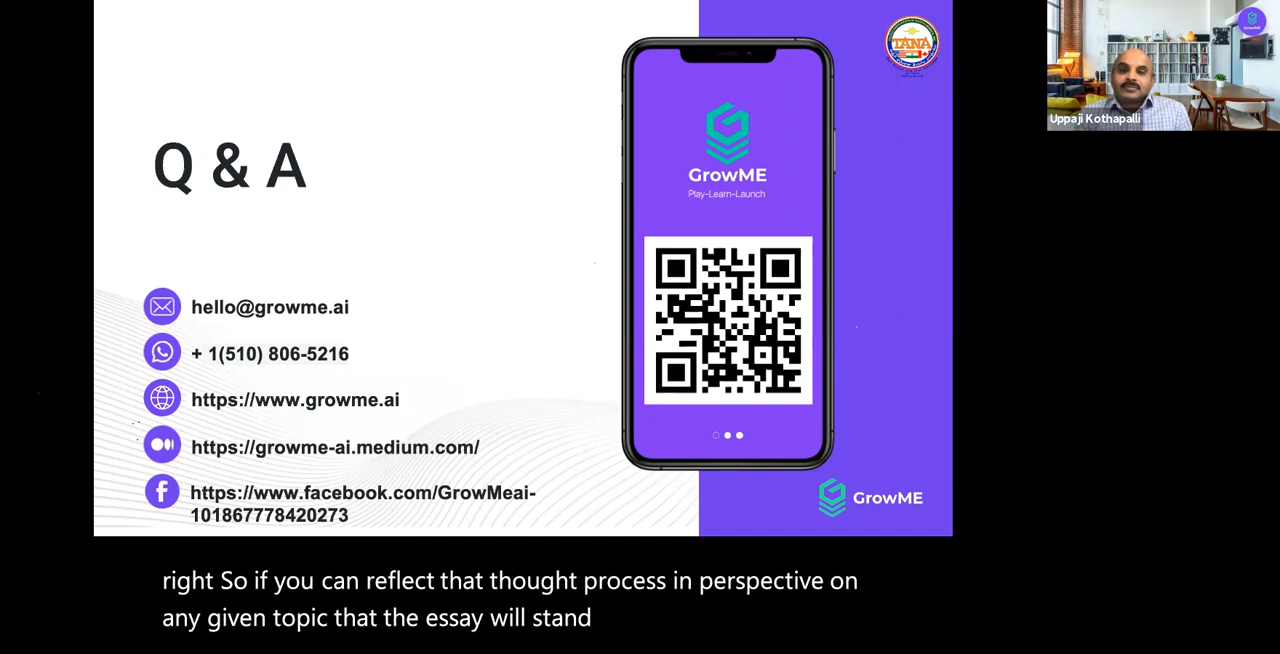 Q & A
hello@growme.ai
+ 1(510) 806-5216
https://www.growme.ai
https://growme-ai.medium.com/
https://www.facebook.com/GrowMeai-
101867778420273
GrowME
Play-Learn-Launch
TANA
GrowME
GrowME
Uppaji Kothapalli
right So if you can reflect that thought process in perspective on
any given topic that the essay will stand